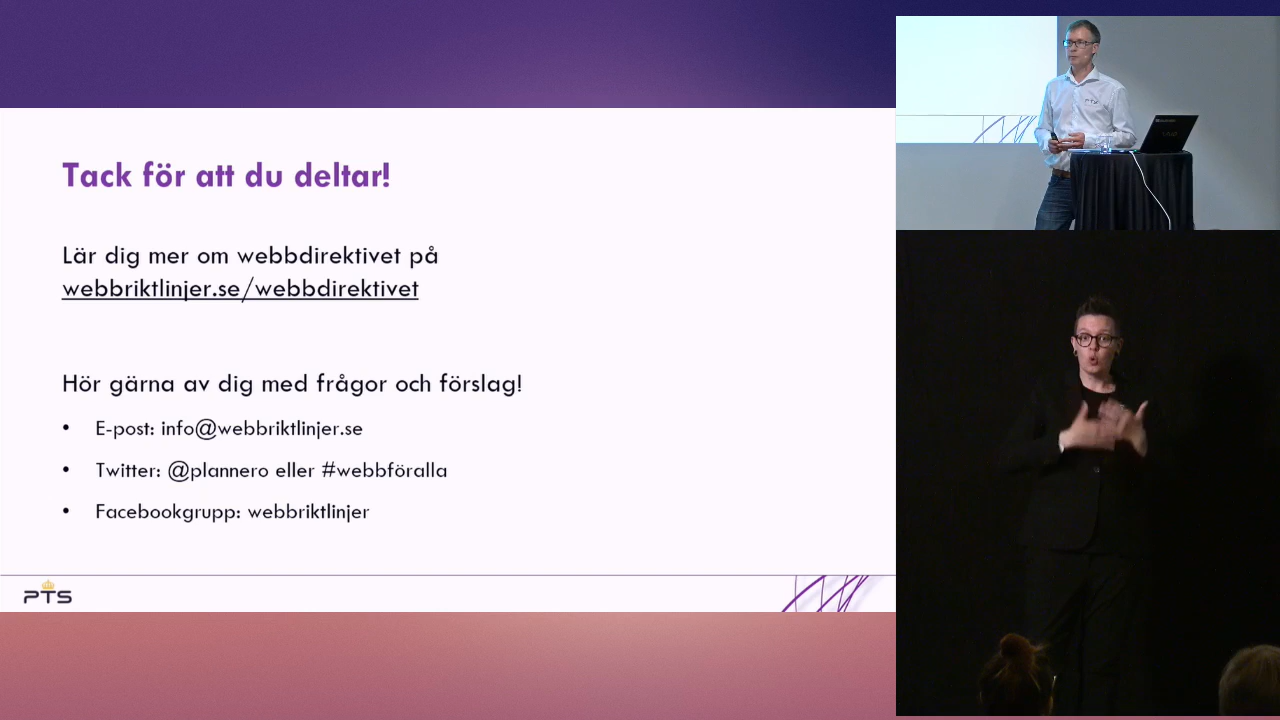 Tack för att du deltar!
Lär dig mer om webbdirektivet på
webbriktlinjer.se/webbdirektivet
Hör gärna av dig med frågor och förslag!
• E-post: info@webbriktlinjer.se
• Twitter: @plannero eller #webbföralla
• Facebookgrupp: webbriktlinjer
PTS